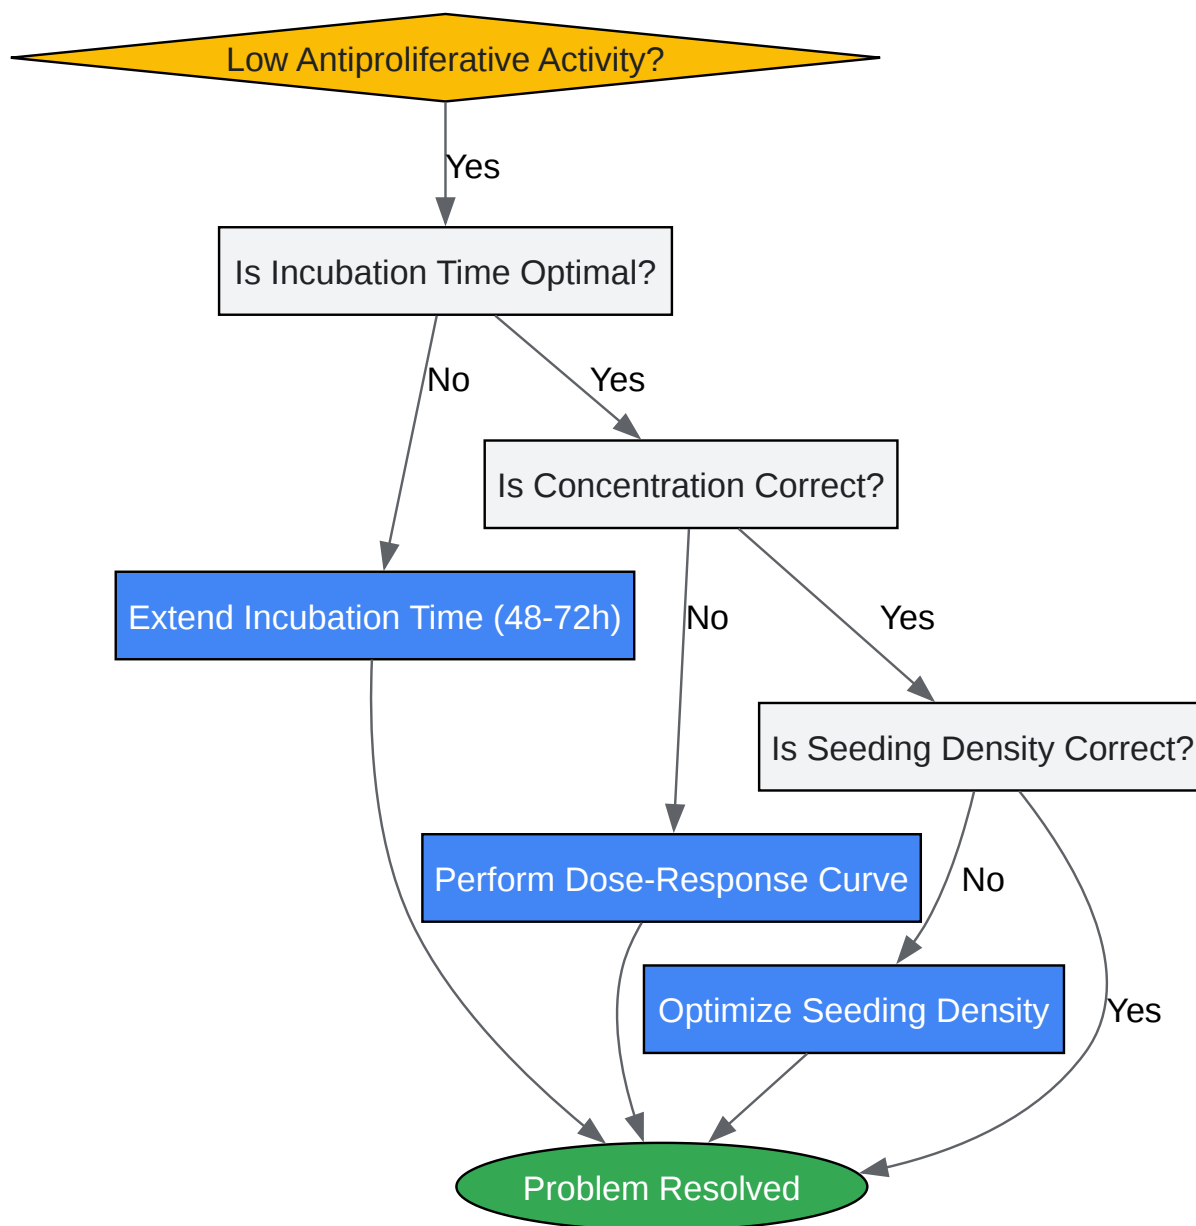 Low Antiproliferative Activity?
Yes
Is Incubation Time Optimal?
No
Yes
Is Concentration Correct?
Extend Incubation Time (48-72h)
No
Yes
Is Seeding Density Correct?
Perform Dose-Response Curve
No
Optimize Seeding Density
Yes
Problem Resolved